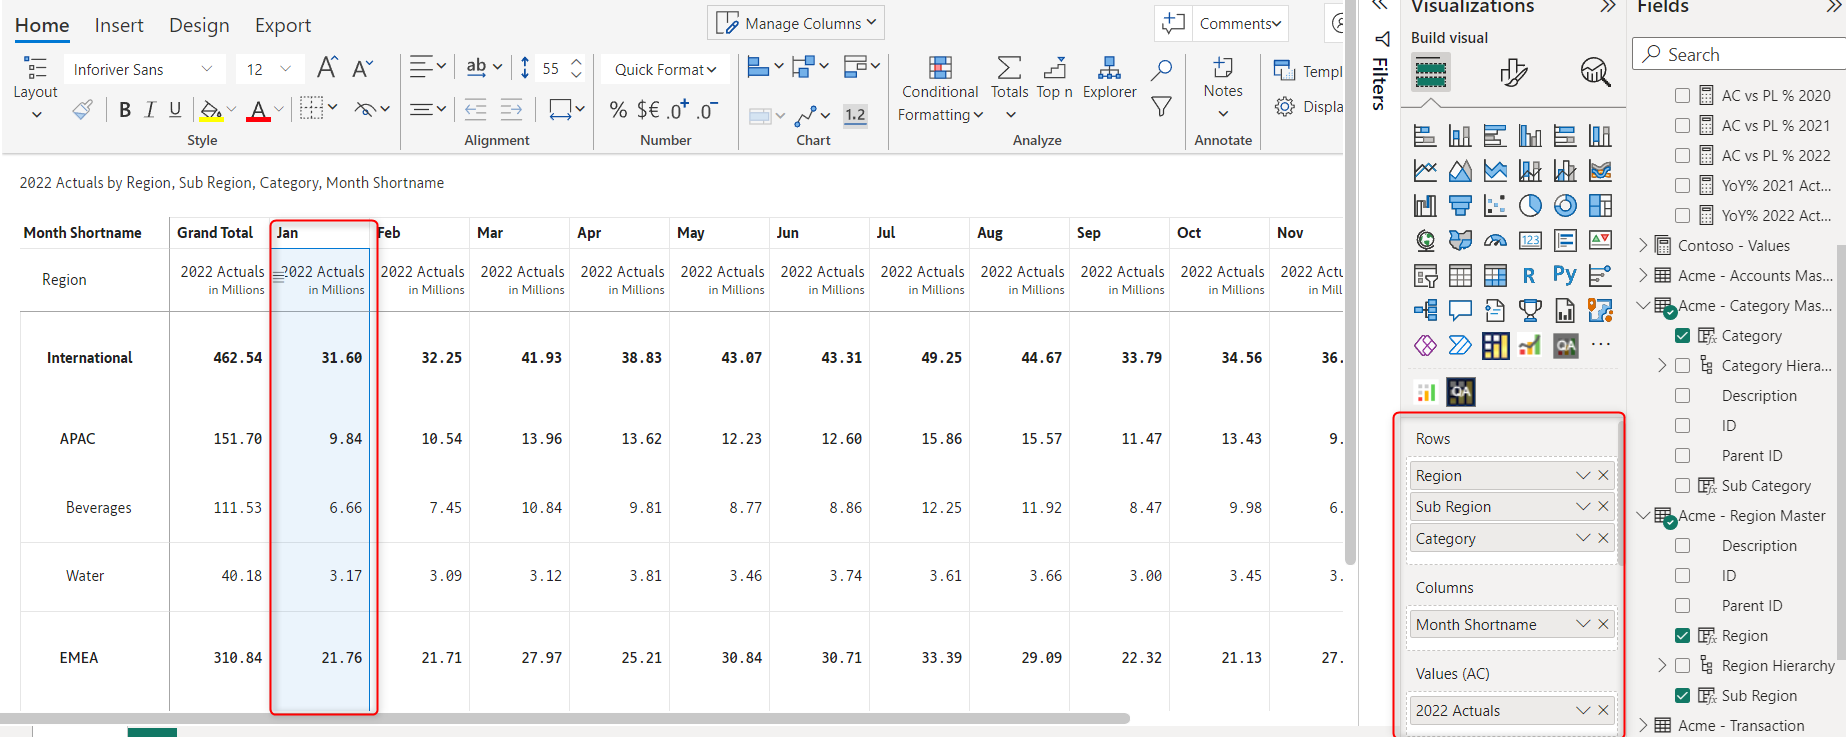 Home Insert Design Export
Manage Columns
Comments
Layout
Inforiver Sans 12
B I U A
Style
ab 55
Alignment
Quick Format
% $€ .0+ .0-
Number
1.2
Chart
Conditional Formatting
Totals
Top n
Explorer
Analyze
Notes
Annotate
Templ
Displa
2022 Actuals by Region, Sub Region, Category, Month Shortname
Month Shortname Grand Total Jan Feb Mar Apr May Jun Jul Aug Sep Oct Nov
Region 2022 Actuals 2022 Actuals 2022 Actuals 2022 Actuals 2022 Actuals 2022 Actuals 2022 Actuals 2022 Actuals 2022 Actuals 2022 Actuals 2022 Actuals 2022 Actu
in Millions in Millions in Millions in Millions in Millions in Millions in Millions in Millions in Millions in Millions in Millions in Mil
International 462.54 31.60 32.25 41.93 38.83 43.07 43.31 49.25 44.67 33.79 34.56 36.
APAC 151.70 9.84 10.54 13.96 13.62 12.23 12.60 15.86 15.57 11.47 13.43 9.
Beverages 111.53 6.66 7.45 10.84 9.81 8.77 8.86 12.25 11.92 8.47 9.98 6.
Water 40.18 3.17 3.09 3.12 3.81 3.46 3.74 3.61 3.66 3.00 3.45 3.
EMEA 310.84 21.76 21.71 27.97 25.21 30.84 30.71 33.39 29.09 22.32 21.13 27.
Filters
Visualizations
Build visual
123
R Py
QA
QA
Rows
Region
Sub Region
Category
Columns
Month Shortname
Values (AC)
2022 Actuals
Fields
Search
AC vs PL % 2020
AC vs PL % 2021
AC vs PL % 2022
YoY% 2021 Act...
YoY% 2022 Act...
Contoso - Values
Acme - Accounts Mas...
Acme - Category Mas...
Category
Category Hiera...
Description
ID
Parent ID
Sub Category
Acme - Region Master
Description
ID
Parent ID
Region
Region Hierarchy
Sub Region
Acme - Transaction